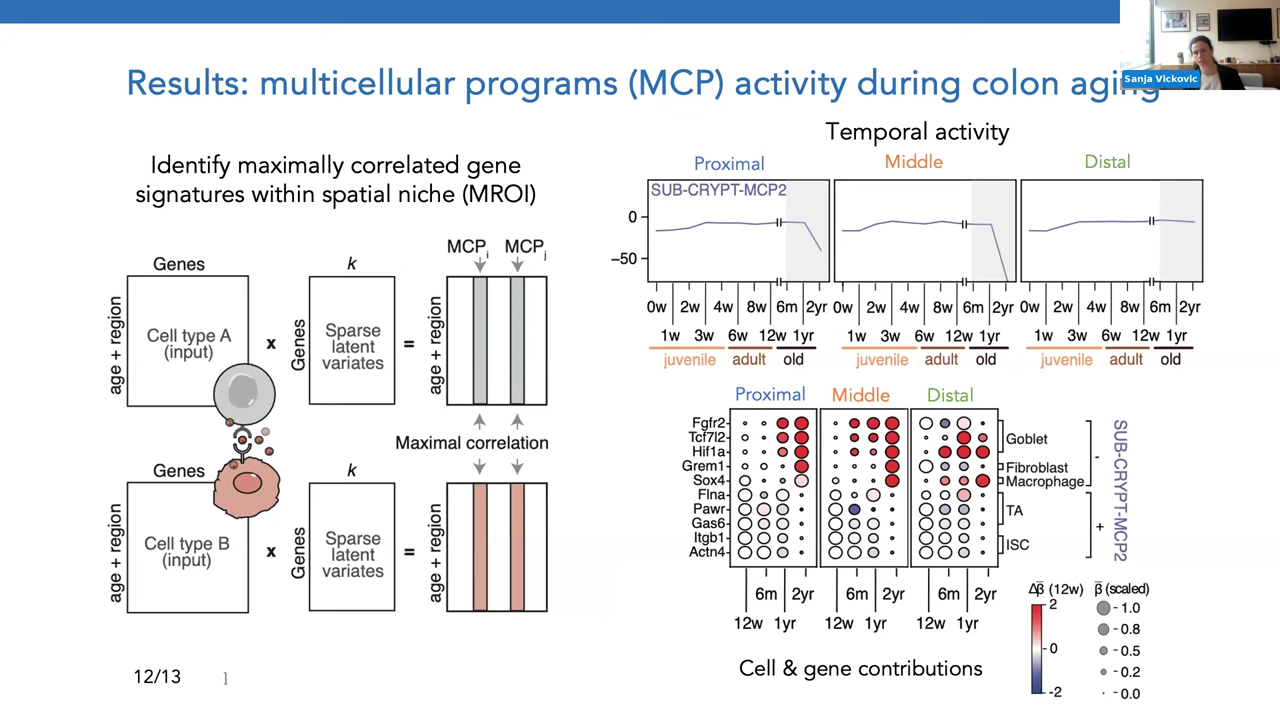 Sanja Vickovic
Results: multicellular programs (MCP) activity during colon aging
Identify maximally correlated gene
signatures within spatial niche (MROI)
MCPi MCPj
Genes k
age + region
Cell type A
(input)
x
Genes
Sparse
latent
variates
=
age + region
Maximal correlation
Genes k
age + region
Cell type B
(input)
x
Genes
Sparse
latent
variates
=
age + region
Temporal activity
Proximal Middle Distal
SUB-CRYPT-MCP2
0
-50
0w 2w 4w 8w 6m 2yr 0w 2w 4w 8w 6m 2yr 0w 2w 4w 8w 6m 2yr
1w 3w 6w 12w 1yr 1w 3w 6w 12w 1yr 1w 3w 6w 12w 1yr
juvenile adult old juvenile adult old juvenile adult old
Proximal Middle Distal
Fgfr2
Tcf7l2
Hif1a
Grem1
Sox4
Flna
Pawr
Gas6
Itgb1
Actn4
Goblet
Fibroblast
Macrophage
TA
ISC
-
+
SUB-CRYPT-MCP2
6m 2yr 6m 2yr 6m 2yr
12w 1yr 12w 1yr 12w 1yr
Cell & gene contributions
Δβ̅ (12w)
2
0
-2
β̅ (scaled)
1.0
0.8
0.5
0.2
0.0
12/13 1